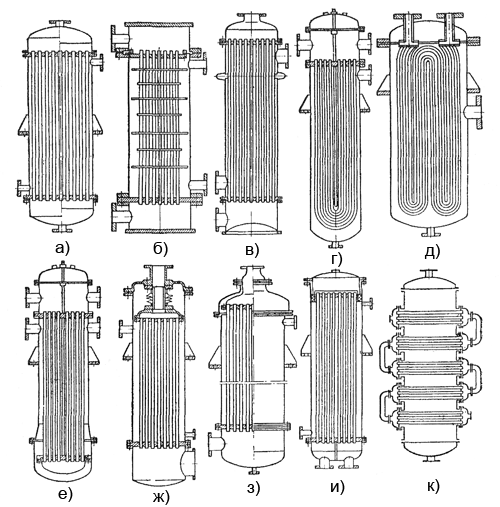 а) б) в) г) д)
е) ж) з) и) к)